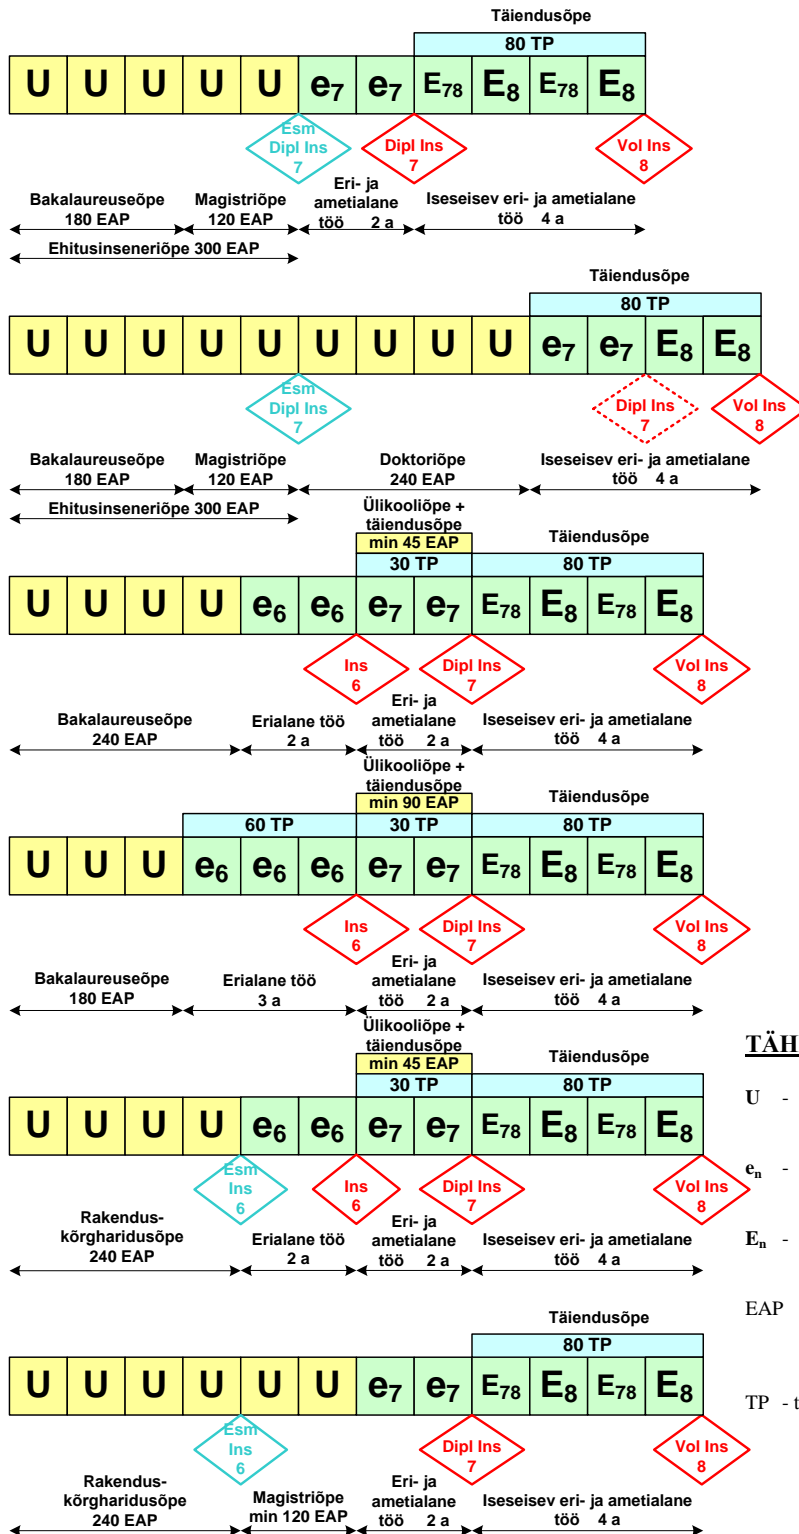 Täiendusõpe
80 TP
U U U U U e7 e7 E78 E8 E78 E8
Esm Dipl Ins 7
Dipl Ins 7
Vol Ins 8
Bakalaureuseõpe 180 EAP
Magistriõpe 120 EAP
Eri- ja ametialane töö 2 a
Iseseisev eri- ja ametialane töö 4 a
Ehitusinseneriõpe 300 EAP
Täiendusõpe
80 TP
U U U U U U U U U e7 e7 E8 E8
Esm Dipl Ins 7
Dipl Ins 7
Vol Ins 8
Bakalaureuseõpe 180 EAP
Magistriõpe 120 EAP
Doktoriõpe 240 EAP
Iseseisev eri- ja ametialane töö 4 a
Ehitusinseneriõpe 300 EAP
Ülikooliõpe + täiendusõpe
min 45 EAP
Täiendusõpe
30 TP
80 TP
U U U U e6 e6 e7 e7 E78 E8 E78 E8
Ins 6
Dipl Ins 7
Vol Ins 8
Bakalaureuseõpe 240 EAP
Erialane töö 2 a
Eri- ja ametialane töö 2 a
Iseseisev eri- ja ametialane töö 4 a
Ülikooliõpe + täiendusõpe
min 90 EAP
Täiendusõpe
60 TP
30 TP
80 TP
U U U e6 e6 e6 e7 e7 E78 E8 E78 E8
Ins 6
Dipl Ins 7
Vol Ins 8
Bakalaureuseõpe 180 EAP
Erialane töö 3 a
Eri- ja ametialane töö 2 a
Iseseisev eri- ja ametialane töö 4 a
Ülikooliõpe + täiendusõpe
min 45 EAP
Täiendusõpe
30 TP
80 TP
U U U U e6 e6 e7 e7 E78 E8 E78 E8
Esm Ins 6
Ins 6
Dipl Ins 7
Vol Ins 8
Rakendus-kõrgharidusõpe 240 EAP
Erialane töö 2 a
Eri- ja ametialane töö 2 a
Iseseisev eri- ja ametialane töö 4 a
Täiendusõpe
80 TP
U U U U U U e7 e7 E78 E8 E78 E8
Esm Ins 6
Dipl Ins 7
Vol Ins 8
Rakendus-kõrgharidusõpe 240 EAP
Magistriõpe min 120 EAP
Eri- ja ametialane töö 2 a
Iseseisev eri- ja ametialane töö 4 a
TÄH
U -
en -
En -
EAP
TP - t